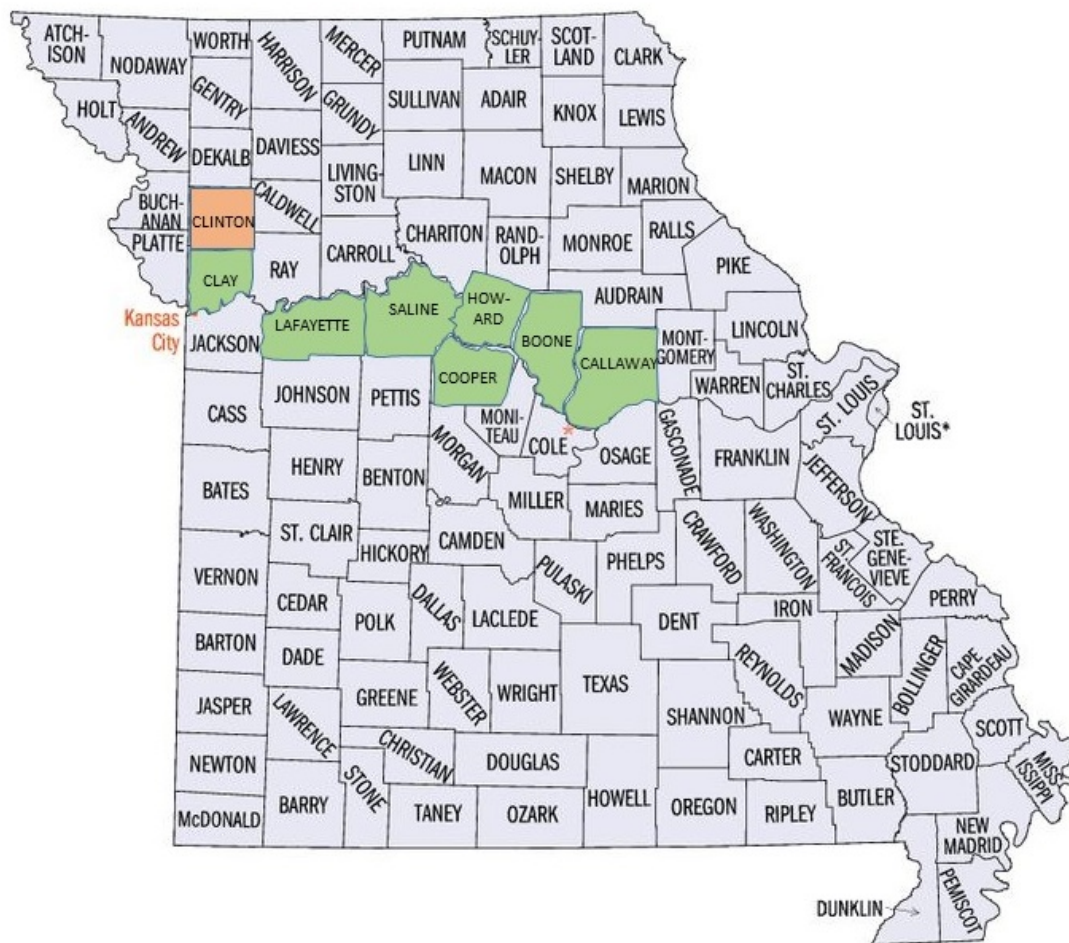 ATCH-
ISON
NODAWAY
WORTH
HARRISON
MERCER
PUTNAM
SCHUY-
LER
SCOT-
LAND
CLARK
HOLT
ANDREW
GENTRY
GRUNDY
SULLIVAN
ADAIR
KNOX
LEWIS
DEKALB
DAVIESS
LIVING-
STON
LINN
MACON
SHELBY
MARION
BUCH-
ANAN
CLINTON
CALDWELL
PLATTE
CLAY
RAY
CARROLL
CHARITON
RAND-
OLPH
MONROE
RALLS
PIKE
AUDRAIN
Kansas
City
JACKSON
LAFAYETTE
SALINE
HOW-
ARD
BOONE
CALLAWAY
MONT-
GOMERY
LINCOLN
WARREN
ST.
CHARLES
ST. LOUIS
ST.
LOUIS*
CASS
JOHNSON
PETTIS
COOPER
MONI-
TEAU
COLE
OSAGE
GASCONADE
FRANKLIN
JEFFERSON
BATES
HENRY
BENTON
MORGAN
MILLER
MARIES
ST. CLAIR
HICKORY
CAMDEN
PULASKI
PHELPS
CRAWFORD
WASHINGTON
ST.
FRANCOIS
STE.
GENE-
VIEVE
PERRY
VERNON
CEDAR
POLK
DALLAS
LACLEDE
DENT
IRON
MADISON
BOLLINGER
CAPE
GIRARDEAU
BARTON
DADE
GREENE
WEBSTER
WRIGHT
TEXAS
REYNOLDS
SHANNON
WAYNE
SCOTT
JASPER
LAWRENCE
CHRISTIAN
DOUGLAS
CARTER
STODDARD
MISS-
ISSIPPI
NEWTON
STONE
McDONALD
BARRY
TANEY
OZARK
HOWELL
OREGON
RIPLEY
BUTLER
NEW
MADRID
DUNKLIN
PEMISCOT